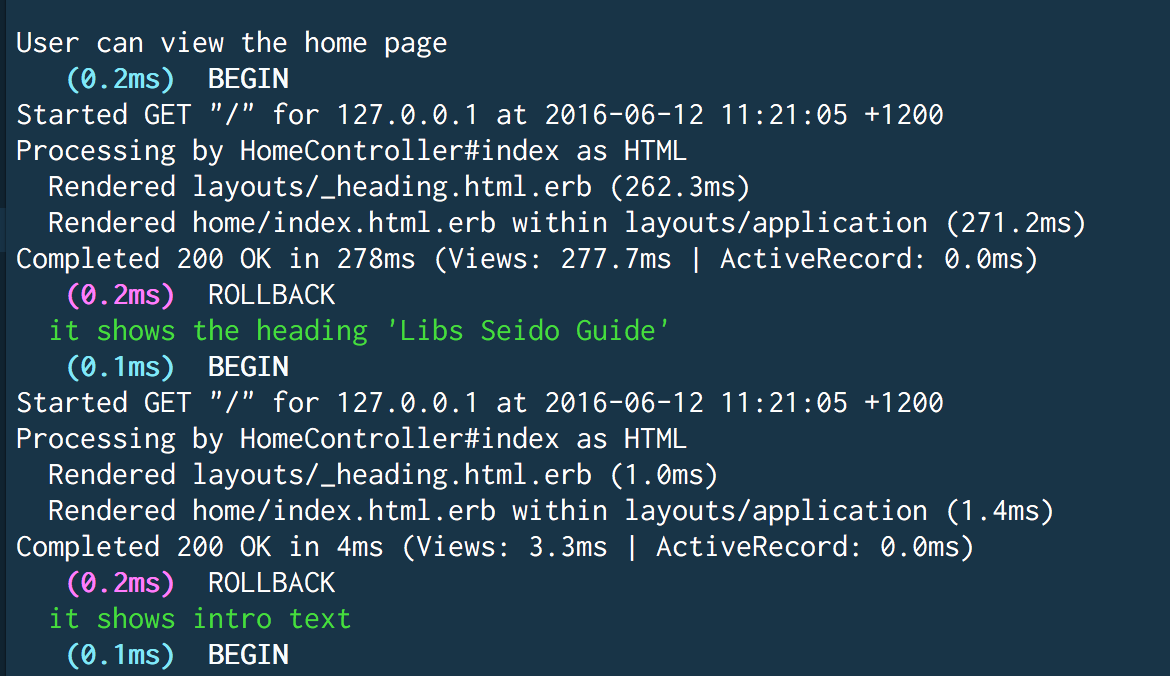 User can view the home page
(0.2ms)  BEGIN
Started GET "/" for 127.0.0.1 at 2016-06-12 11:21:05 +1200
Processing by HomeController#index as HTML
Rendered layouts/_heading.html.erb (262.3ms)
Rendered home/index.html.erb within layouts/application (271.2ms)
Completed 200 OK in 278ms (Views: 277.7ms | ActiveRecord: 0.0ms)
(0.2ms)  ROLLBACK
it shows the heading 'Libs Seido Guide'
(0.1ms)  BEGIN
Started GET "/" for 127.0.0.1 at 2016-06-12 11:21:05 +1200
Processing by HomeController#index as HTML
Rendered layouts/_heading.html.erb (1.0ms)
Rendered home/index.html.erb within layouts/application (1.4ms)
Completed 200 OK in 4ms (Views: 3.3ms | ActiveRecord: 0.0ms)
(0.2ms)  ROLLBACK
it shows intro text
(0.1ms)  BEGIN